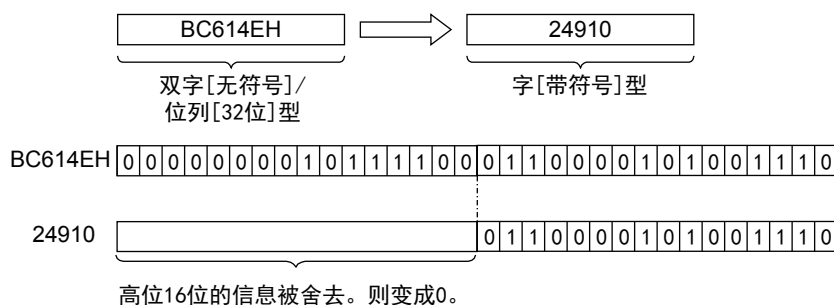 BC614EH 24910
双字[无符号]/ 字[带符号]型
位列[32位]型
BC614EH 0 0 0 0 0 0 0 0 1 0 1 1 1 1 0 0 0 1 1 0 0 0 0 1 0 1 0 0 1 1 1 0
24910 0 1 1 0 0 0 0 1 0 1 0 0 1 1 1 0
高位16位的信息被舍去。则变成0。